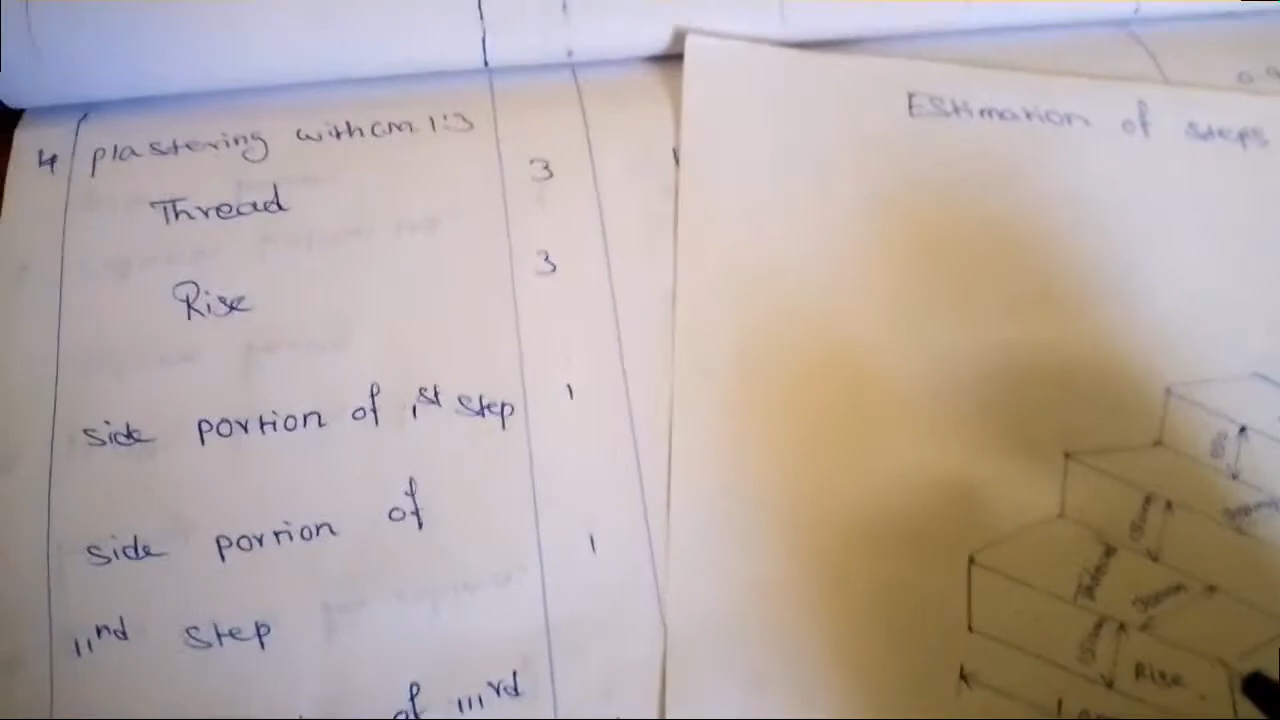 4 plastering with cm 1:3
Thread 3
Rise 3
side portion of 1st step 1
side portion of 1
IInd step
of IIIrd
Estimation of steps
Thread
Rise